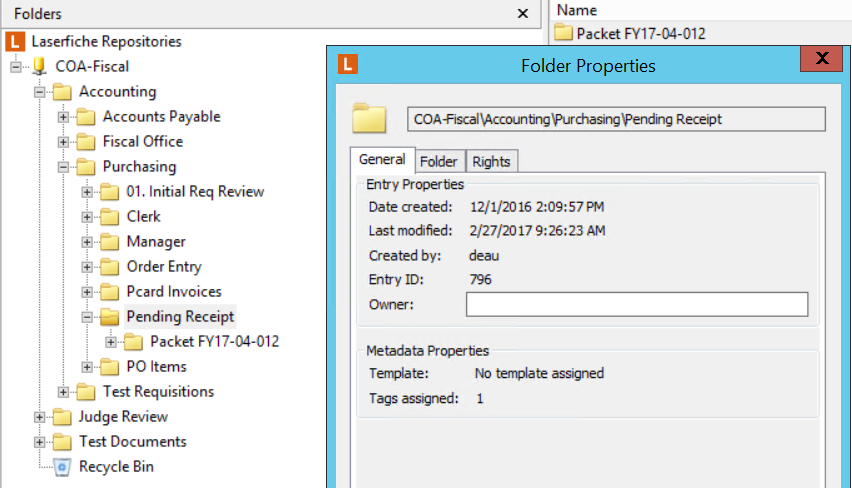 Folders
x
L Laserfiche Repositories
COA-Fiscal
Accounting
Accounts Payable
Fiscal Office
Purchasing
01. Initial Req Review
Clerk
Manager
Order Entry
Pcard Invoices
Pending Receipt
Packet FY17-04-012
PO Items
Test Requisitions
Judge Review
Test Documents
Recycle Bin
Name
Packet FY17-04-012
L Folder Properties X
COA-Fiscal\Accounting\Purchasing\Pending Receipt
General Folder Rights
Entry Properties
Date created: 12/1/2016 2:09:57 PM
Last modified: 2/27/2017 9:26:23 AM
Created by: deau
Entry ID: 796
Owner:
Metadata Properties
Template: No template assigned
Tags assigned: 1